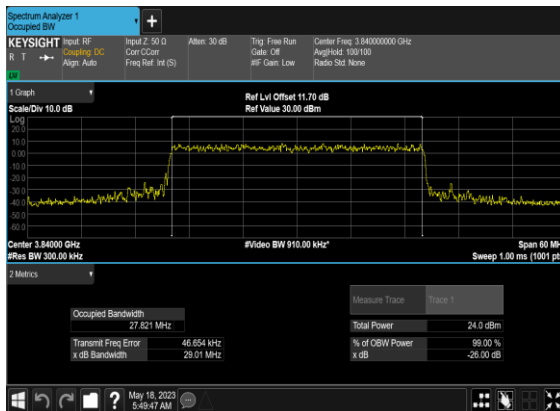 Spectrum Analyzer 1
Occupied BW
+
KEYSIGHT Input: RF Input Z: 50 Ω Atten: 30 dB Trig: Free Run Center Freq: 3.840000000 GHz
R T Coupling: DC Corr CCorr Gate: Off Avg|Hold: 100/100
Align: Auto Freq Ref: Int (S) #IF Gain: Low Radio Std: None
1 Graph
Ref Lvl Offset 11.70 dB
Scale/Div 10.0 dB Ref Value 30.00 dBm
Log
20.0
10.0
0.00
-10.0
-20.0
-30.0
-40.0
-50.0
-60.0
Center 3.84000 GHz #Video BW 910.00 kHz* Span 60 MH
#Res BW 300.00 kHz Sweep 1.00 ms (1001 pts
2 Metrics
Measure Trace Trace 1
Occupied Bandwidth
27.821 MHz
Total Power 24.0 dBm
Transmit Freq Error 46.654 kHz
% of OBW Power 99.00 %
x dB Bandwidth 29.01 MHz
x dB -26.00 dB
?
May 18, 2023
5:49:47 AM